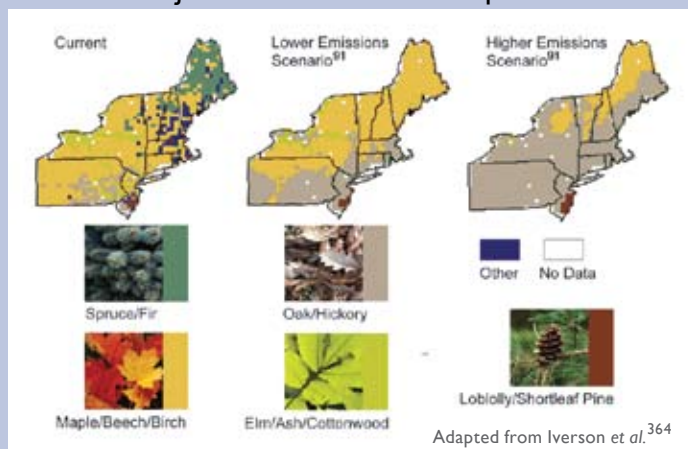 Current
Lower Emissions
Scenario91
Higher Emissions
Scenario91
Spruce/Fir
Oak/Hickory
Other
No Data
Maple/Beech/Birch
Elm/Ash/Cottonwood
Loblolly/Shortleaf Pine
Adapted from Iverson et al.364